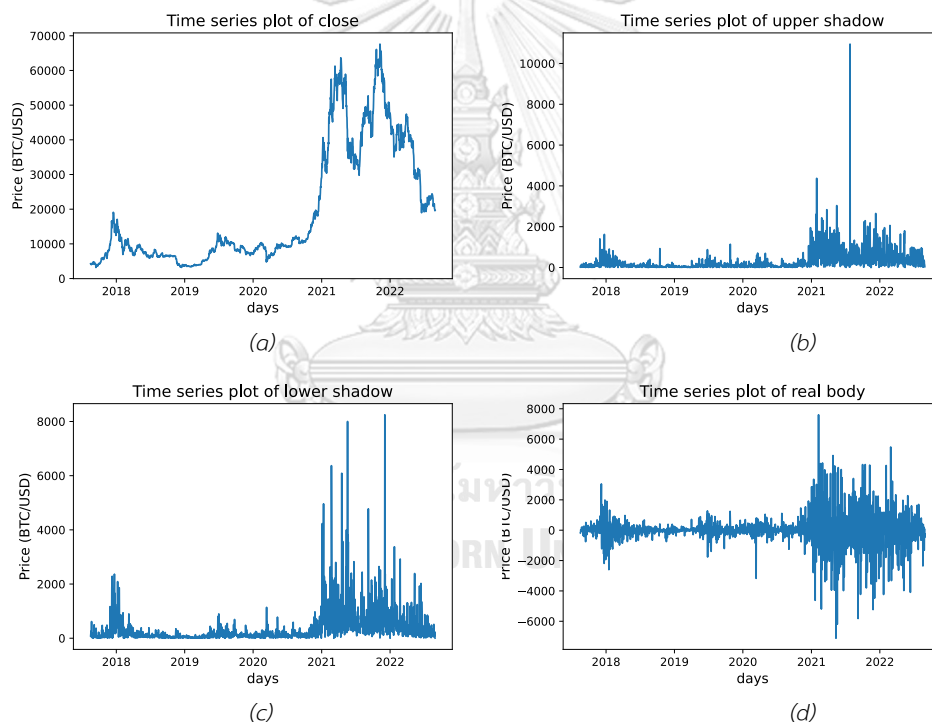 Time series plot of close
70000
60000
50000
40000
30000
20000
10000
0
Price (BTC/USD)
2018 2019 2020 2021 2022
days
(a)
Time series plot of upper shadow
10000
8000
6000
4000
2000
0
Price (BTC/USD)
2018 2019 2020 2021 2022
days
(b)
Time series plot of lower shadow
8000
6000
4000
2000
0
Price (BTC/USD)
2018 2019 2020 2021 2022
days
(c)
Time series plot of real body
8000
6000
4000
2000
0
−2000
−4000
−6000
Price (BTC/USD)
2018 2019 2020 2021 2022
days
(d)